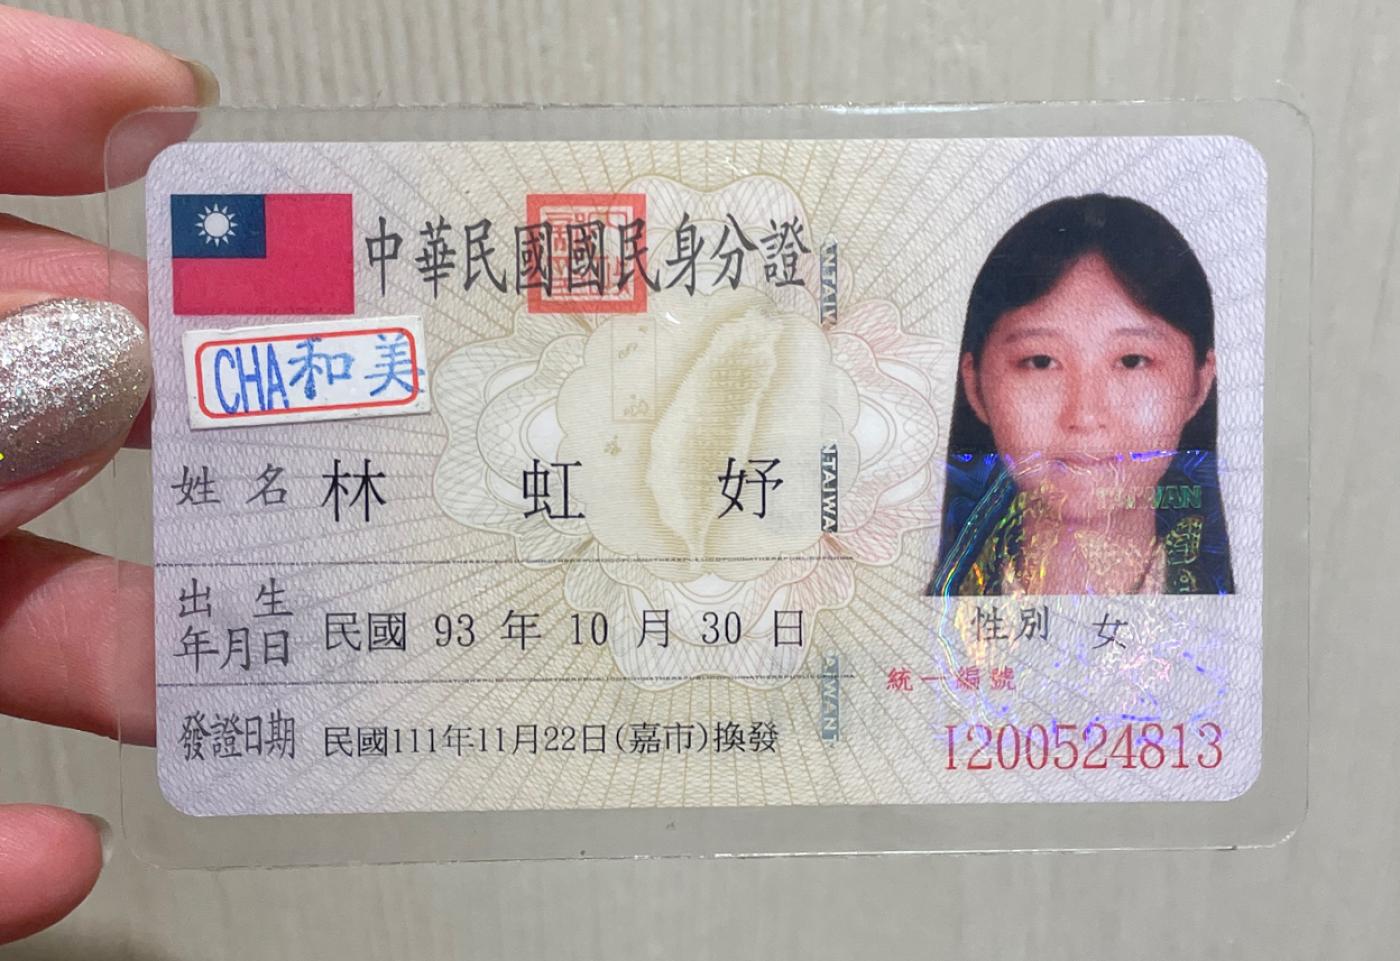 中華民國國民身分證
CHA和美
姓名 林 虹 妤
出生年月日 民國 93 年 10 月 30 日
性別 女
統一編號
I200524813
發證日期 民國111年11月22日(嘉市)換發
TAIWAN